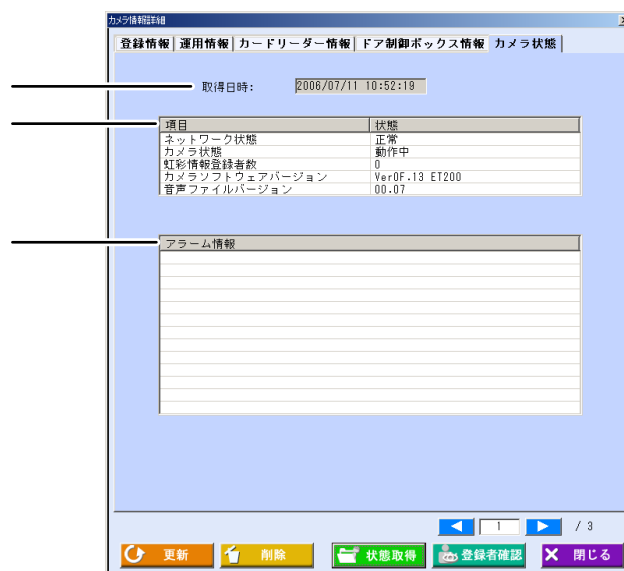 カメラ情報詳細
登録情報 運用情報 カードリーダー情報 ドア制御ボックス情報 カメラ状態
取得日時: 2006/07/11 10:52:19
項目 状態
ネットワーク状態 正常
カメラ状態 動作中
虹彩情報登録者数 0
カメラソフトウェアバージョン Ver0F.13 ET200
音声ファイルバージョン 00.07
アラーム情報
1 / 3
更新 削除 状態取得 登録者確認 閉じる